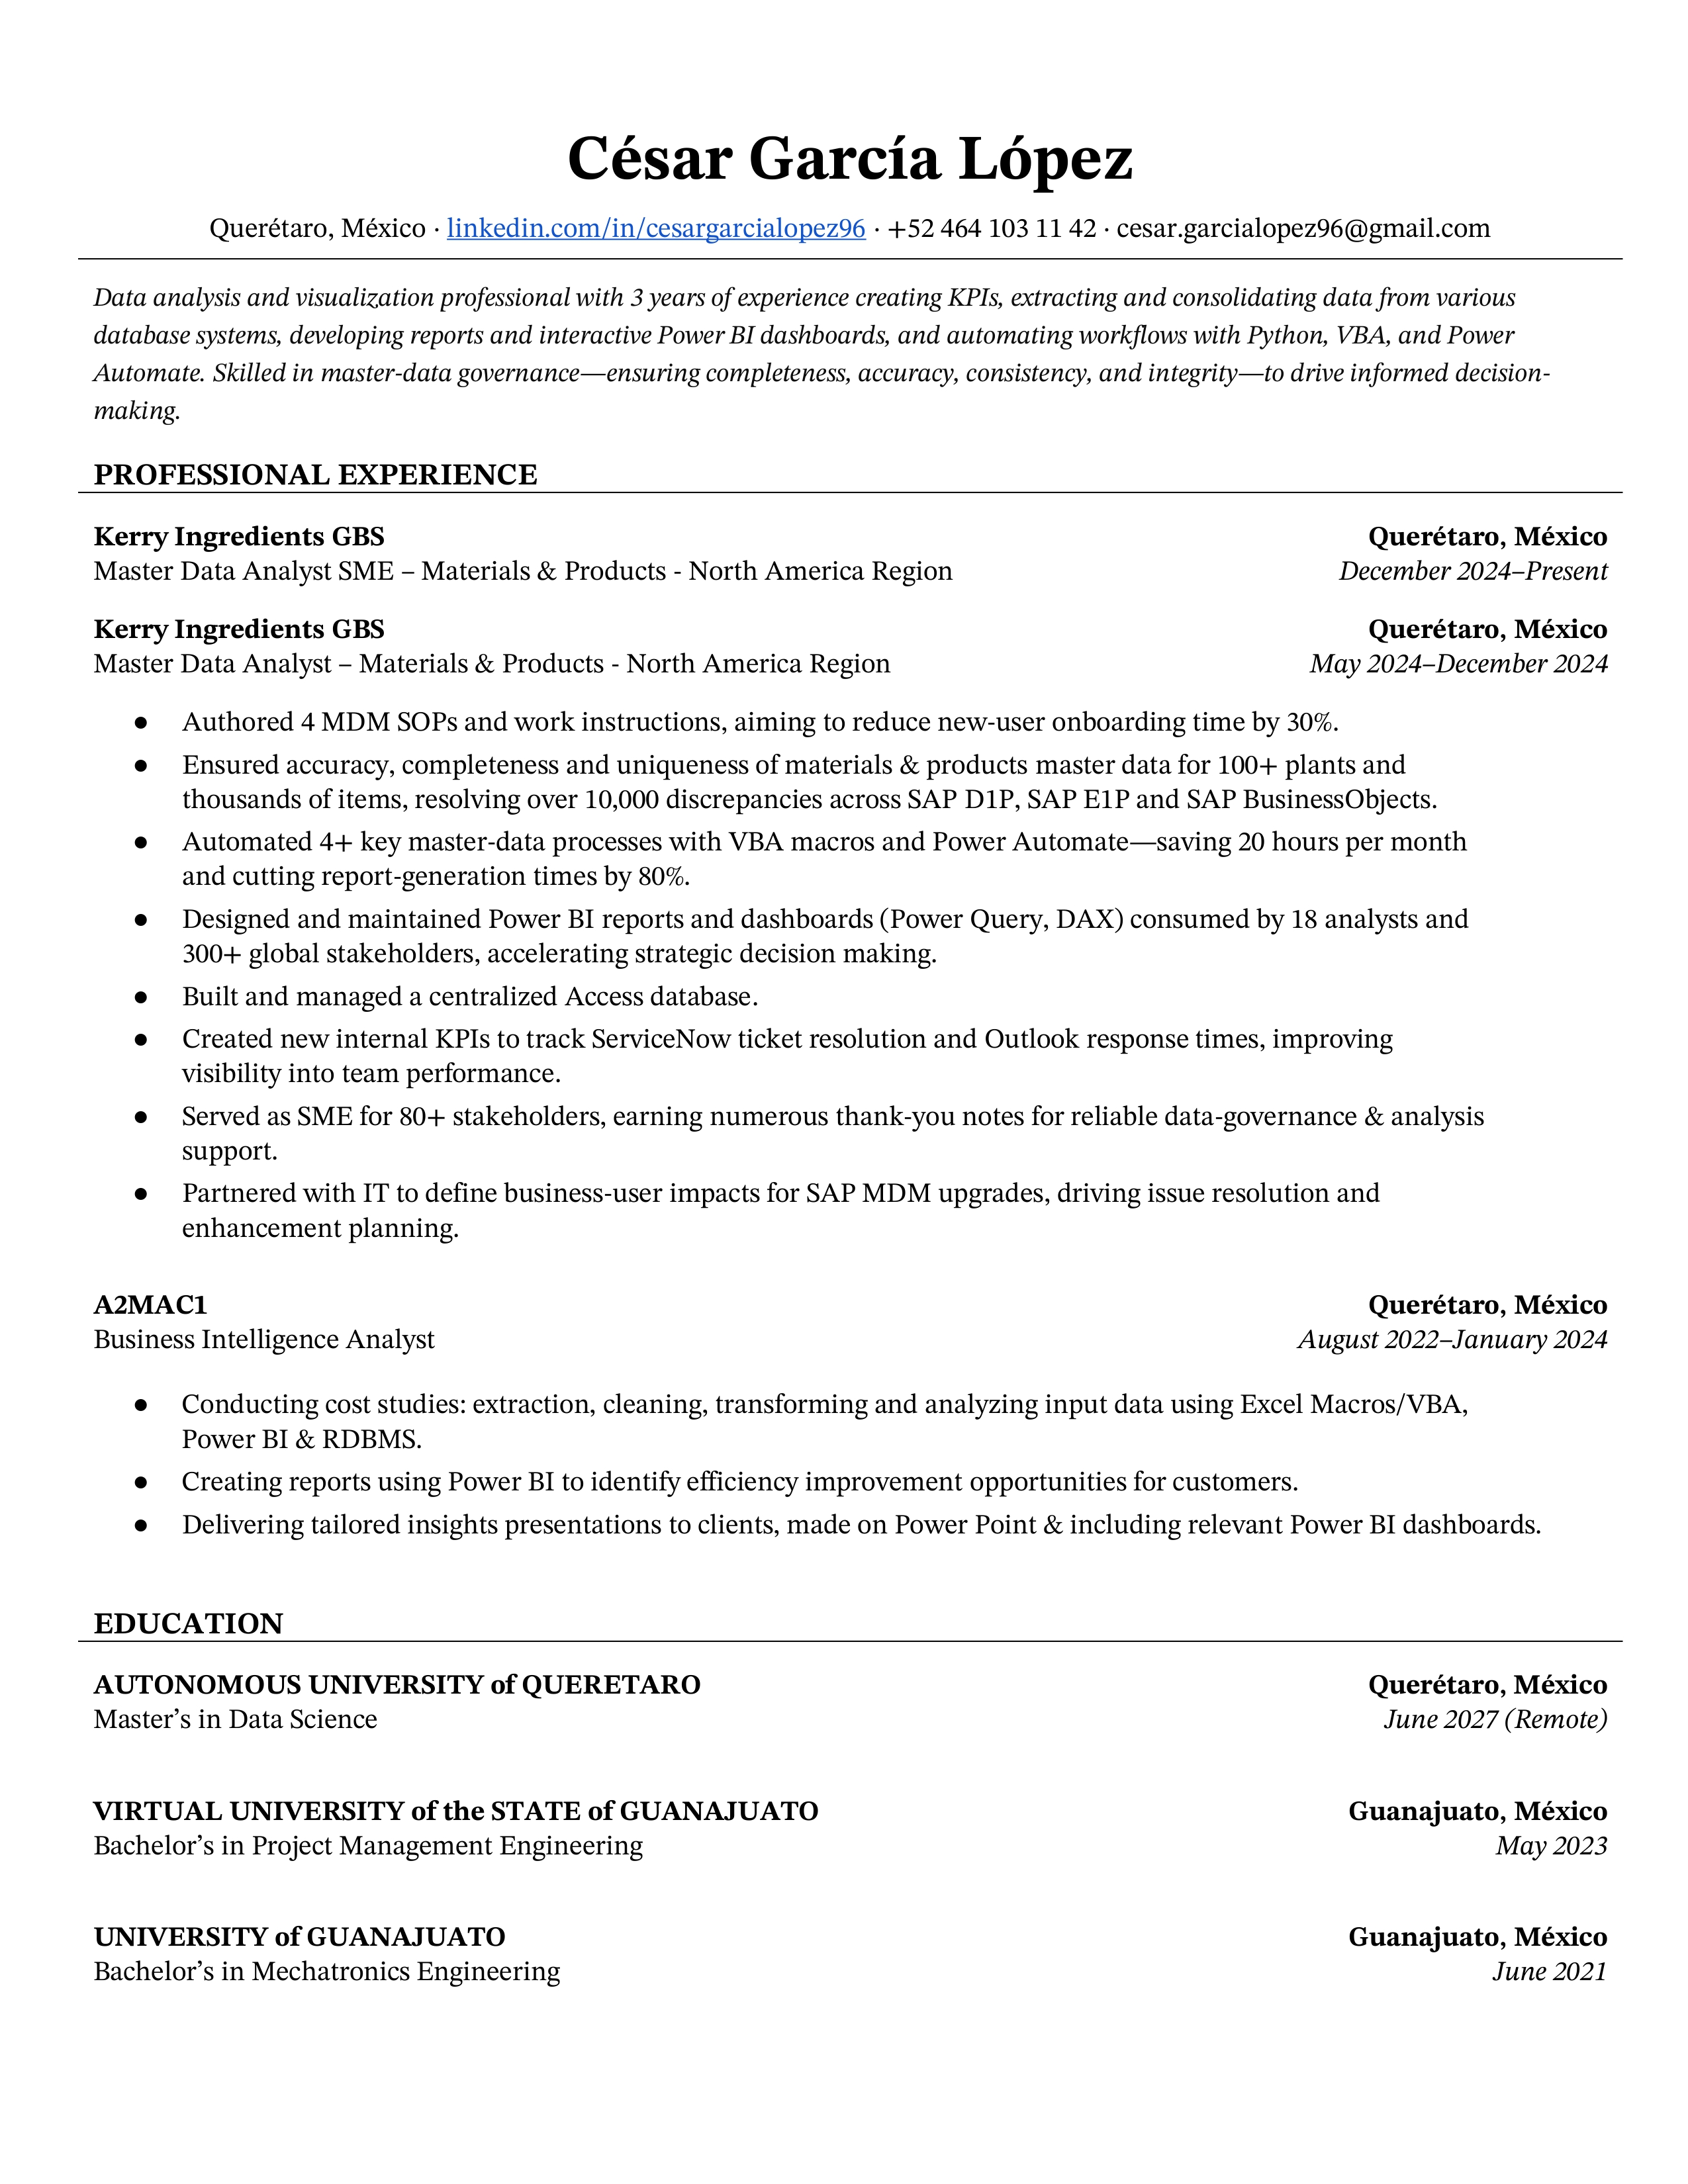 César García López
Querétaro, México · linkedin.com/in/cesargarcialopez96 · +52 464 103 11 42 · cesar.garcialopez96@gmail.com
Data analysis and visualization professional with 3 years of experience creating KPIs, extracting and consolidating data from various
database systems, developing reports and interactive Power BI dashboards, and automating workflows with Python, VBA, and Power
Automate. Skilled in master-data governance—ensuring completeness, accuracy, consistency, and integrity—to drive informed decision-
making.
PROFESSIONAL EXPERIENCE
Kerry Ingredients GBS Querétaro, México
Master Data Analyst SME – Materials & Products - North America Region December 2024–Present
Kerry Ingredients GBS Querétaro, México
Master Data Analyst – Materials & Products - North America Region May 2024–December 2024
● Authored 4 MDM SOPs and work instructions, aiming to reduce new-user onboarding time by 30%.
● Ensured accuracy, completeness and uniqueness of materials & products master data for 100+ plants and
thousands of items, resolving over 10,000 discrepancies across SAP D1P, SAP E1P and SAP BusinessObjects.
● Automated 4+ key master-data processes with VBA macros and Power Automate—saving 20 hours per month
and cutting report-generation times by 80%.
● Designed and maintained Power BI reports and dashboards (Power Query, DAX) consumed by 18 analysts and
300+ global stakeholders, accelerating strategic decision making.
● Built and managed a centralized Access database.
● Created new internal KPIs to track ServiceNow ticket resolution and Outlook response times, improving
visibility into team performance.
● Served as SME for 80+ stakeholders, earning numerous thank-you notes for reliable data-governance & analysis
support.
● Partnered with IT to define business-user impacts for SAP MDM upgrades, driving issue resolution and
enhancement planning.
A2MAC1 Querétaro, México
Business Intelligence Analyst August 2022–January 2024
● Conducting cost studies: extraction, cleaning, transforming and analyzing input data using Excel Macros/VBA,
Power BI & RDBMS.
● Creating reports using Power BI to identify efficiency improvement opportunities for customers.
● Delivering tailored insights presentations to clients, made on Power Point & including relevant Power BI dashboards.
EDUCATION
AUTONOMOUS UNIVERSITY of QUERETARO Querétaro, México
Master’s in Data Science June 2027 (Remote)
VIRTUAL UNIVERSITY of the STATE of GUANAJUATO Guanajuato, México
Bachelor’s in Project Management Engineering May 2023
UNIVERSITY of GUANAJUATO Guanajuato, México
Bachelor’s in Mechatronics Engineering June 2021